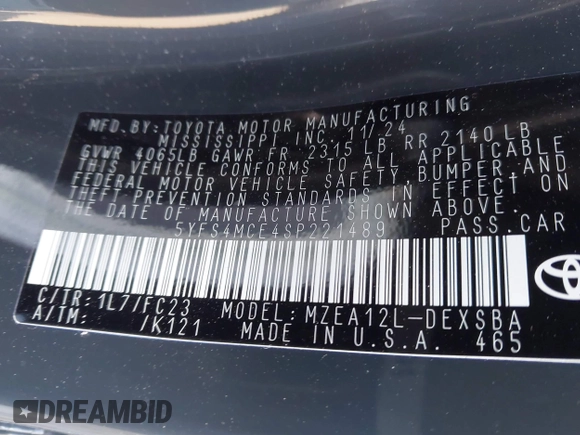 MFD.BY:TOYOTA MOTOR MANUFACTURING
MISSISSIPPI INC 11/24
GVWR 4065LB GAWR FR 2315 LB RR 2140LB
THIS VEHICLE CONFORMS TO ALL APPLICABLE
FEDERAL MOTOR VEHICLE SAFETY,BUMPER,AND
THEFT PREVENTION STANDARDS IN EFFECT ON
THE DATE OF MANUFACTURE SHOWN ABOVE.
5YFS4MCE4SP221489 PASS.CAR
C/TR:1L7/FC23 MODEL:MZEA12L-DEXSBA
A/TM: /K121 MADE IN U.S.A. 465
DREAMBID